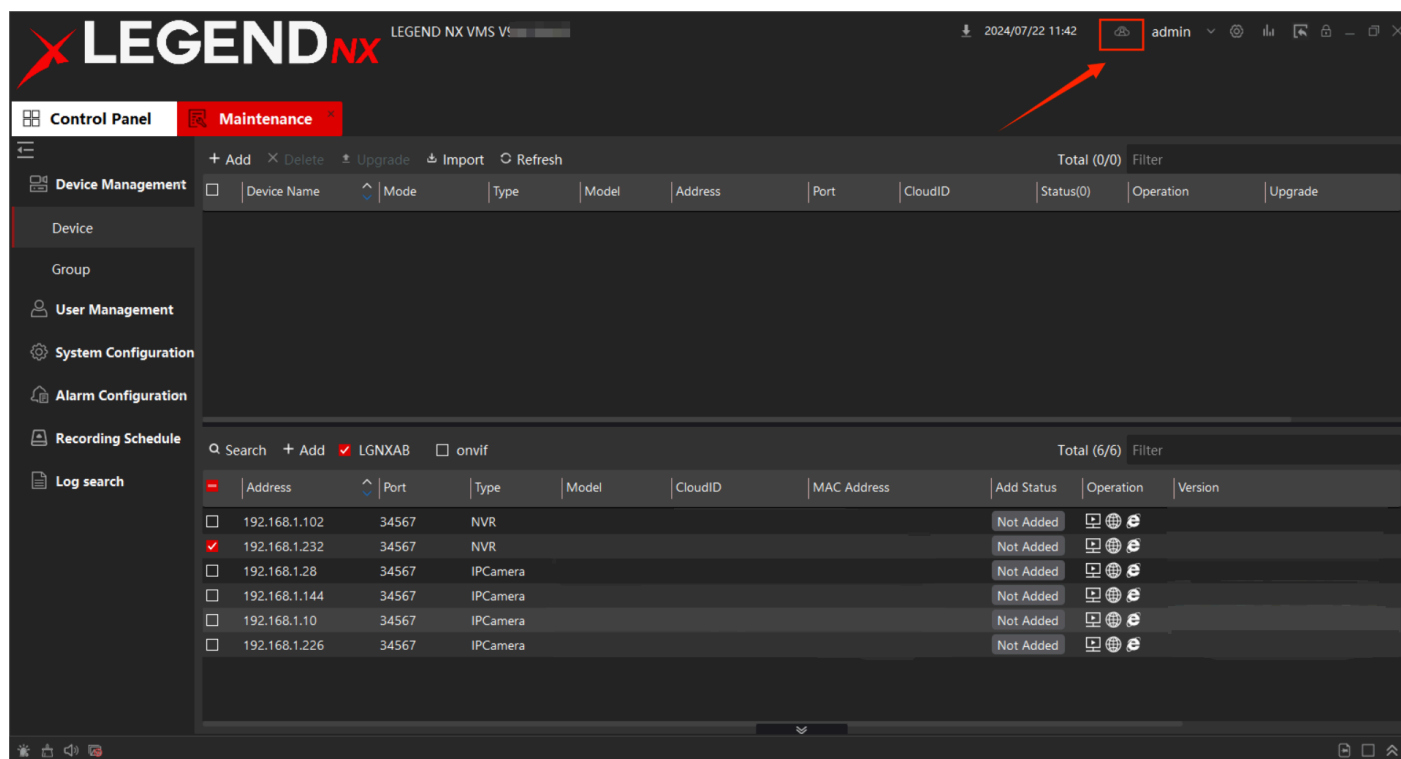 LEGEND NX LEGEND NX VMS 2024/07/22 11:42 admin
Control Panel Maintenance
Add Delete Upgrade Import Refresh Total (0/0) Filter
Device Management Device Name Mode Type Model Address Port CloudID Status(0) Operation Upgrade
Device
Group
User Management
System Configuration
Alarm Configuration
Recording Schedule
Log search
Search Add LGNXAB onvif Total (6/6) Filter
Address Port Type Model CloudID MAC Address Add Status Operation Version
192.168.1.102 34567 NVR Not Added
192.168.1.232 34567 NVR Not Added
192.168.1.28 34567 IPCamera Not Added
192.168.1.144 34567 IPCamera Not Added
192.168.1.10 34567 IPCamera Not Added
192.168.1.226 34567 IPCamera Not Added